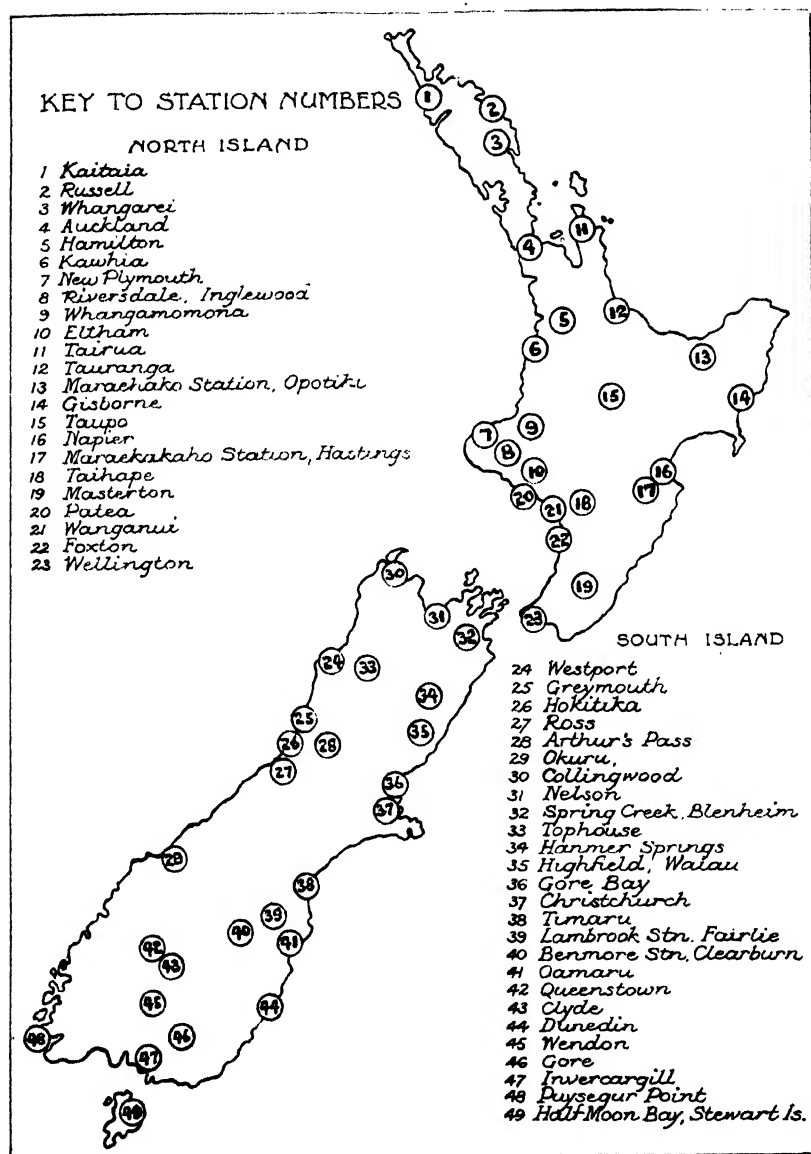 KEY TO STATION NUMBERS
NORTH ISLAND
1 Kaitaia
2 Russell
3 Whangarei
4 Auckland
5 Hamilton
6 Kawhia
7 New Plymouth
8 Riversdale, Inglewood
9 Whangamomona
10 Eltham
11 Tairua
12 Tauranga
13 Maraehako Station, Opotiki
14 Gisborne
15 Taupo
16 Napier
17 Maraekakaho Station, Hastings
18 Taihape
19 Masterton
20 Patea
21 Wanganui
22 Foxton
23 Wellington
SOUTH ISLAND
24 Westport
25 Greymouth
26 Hokitika
27 Ross
28 Arthur's Pass
29 Okuru,
30 Collingwood
31 Nelson
32 Spring Creek, Blenheim
33 Tophouse
34 Hanmer Springs
35 Highfield, Waiau
36 Gore Bay
37 Christchurch
38 Timaru
39 Lambrook Stn. Fairlie
40 Benmore Stn, Clearburn
41 Oamaru
42 Queenstown
43 Clyde
44 Dunedin
45 Wendon
46 Gore
47 Invercargill
48 Puysegur Point
49 Half Moon Bay, Stewart Is.
1
2
3
4
11
5
12
6
13
15
14
7
9
8
10
16
17
20
21
18
22
19
23
30
31
32
24
33
34
25
35
26
28
27
36
37
38
39
40
41
42
43
45
44
46
48
47
49